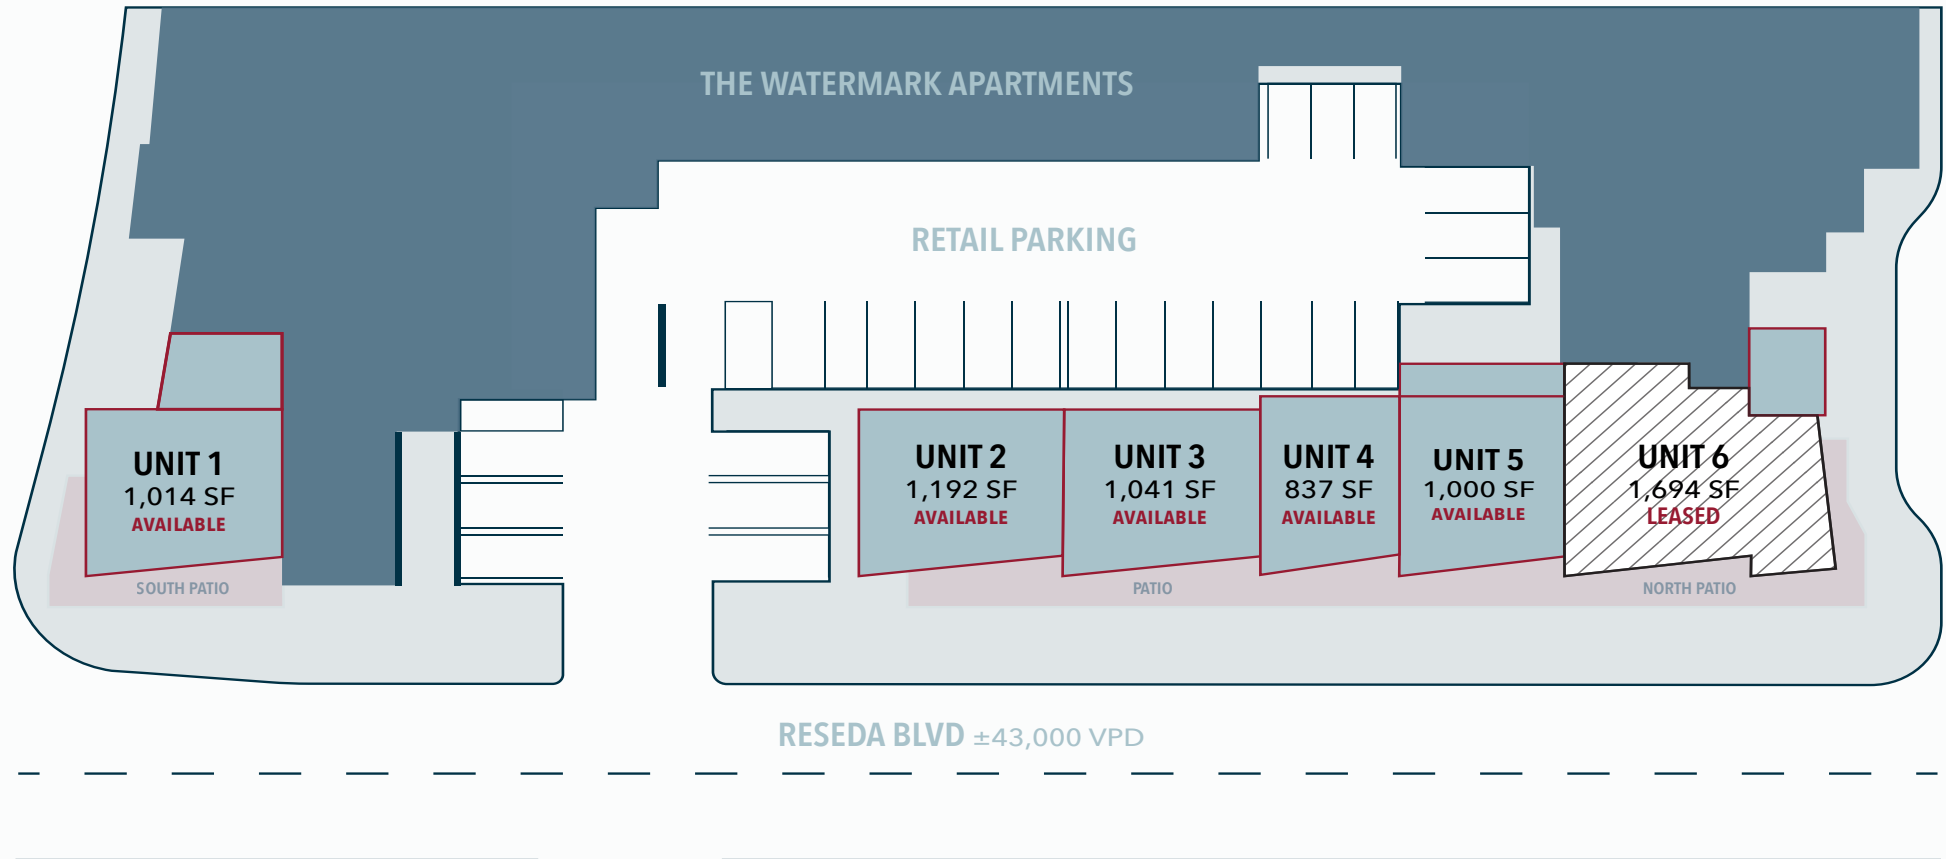 THE WATERMARK APARTMENTS
RETAIL PARKING
UNIT 1
1,014 SF
AVAILABLE
SOUTH PATIO
UNIT 2
1,192 SF
AVAILABLE
UNIT 3
1,041 SF
AVAILABLE
UNIT 4
837 SF
AVAILABLE
UNIT 5
1,000 SF
AVAILABLE
UNIT 6
1,694 SF
LEASED
PATIO
NORTH PATIO
RESEDA BLVD ±43,000 VPD